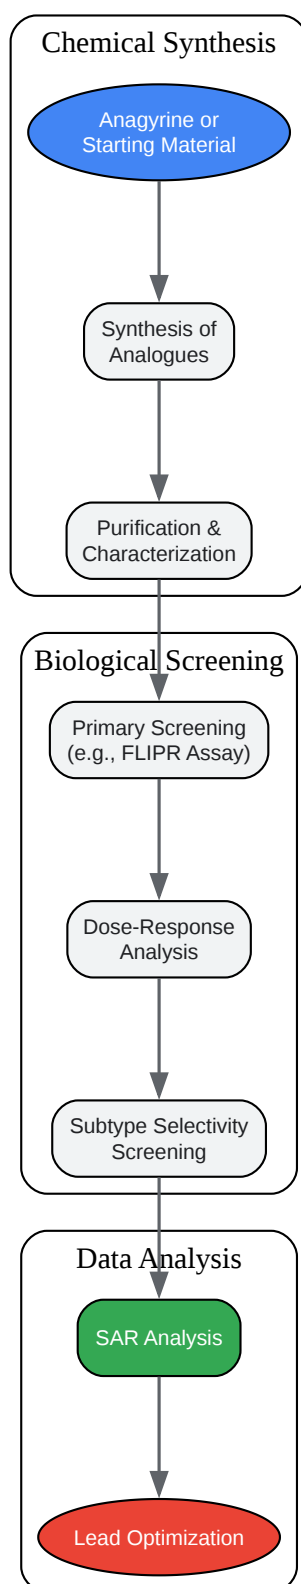 Chemical Synthesis
Anagyrine or
Starting Material
Synthesis of
Analogues
Purification &
Characterization
Biological Screening
Primary Screening
(e.g., FLIPR Assay)
Dose-Response
Analysis
Subtype Selectivity
Screening
Data Analysis
SAR Analysis
Lead Optimization